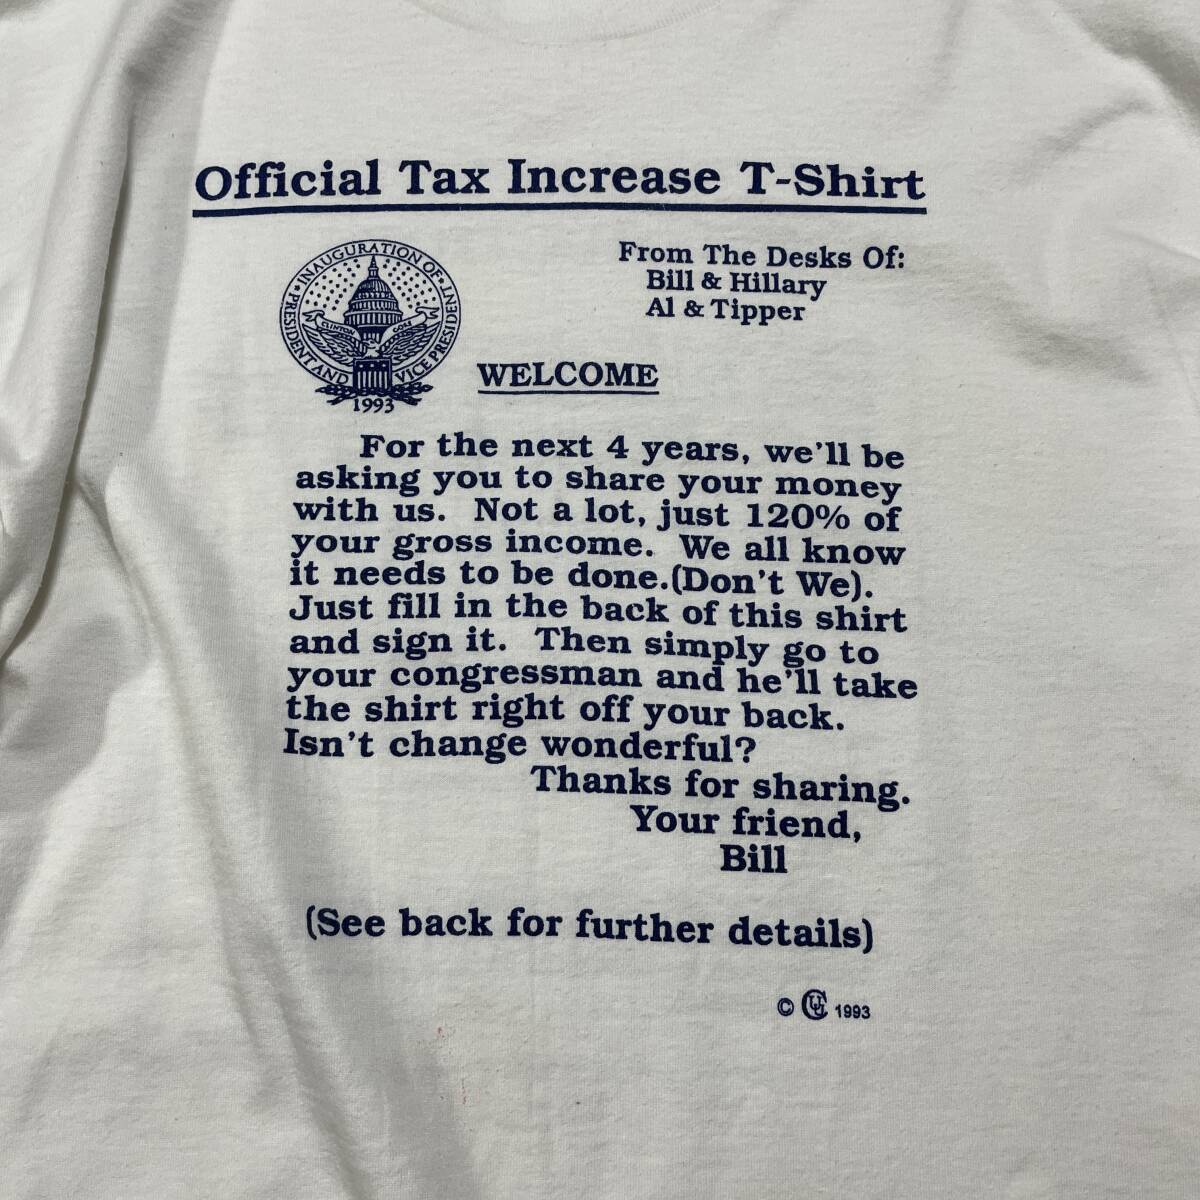 Official Tax Increase T-Shirt
From The Desks Of:
Bill & Hillary
Al & Tipper
INAUGURATION OF PRESIDENT AND VICE PRESIDENT
CLINTON GORE
1993
WELCOME
For the next 4 years, we'll be
asking you to share your money
with us. Not a lot, just 120% of
your gross income. We all know
it needs to be done.(Don't We).
Just fill in the back of this shirt
and sign it. Then simply go to
your congressman and he'll take
the shirt right off your back.
Isn't change wonderful?
Thanks for sharing.
Your friend,
Bill
(See back for further details)
© 1993